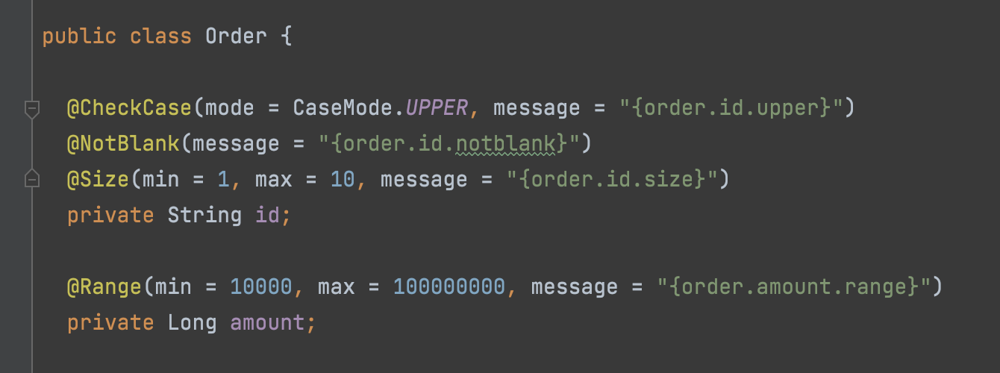 public class Order {
@CheckCase(mode = CaseMode.UPPER, message = "{order.id.upper}")
@NotBlank(message = "{order.id.notblank}")
@Size(min = 1, max = 10, message = "{order.id.size}")
private String id;
@Range(min = 10000, max = 100000000, message = "{order.amount.range}")
private Long amount;